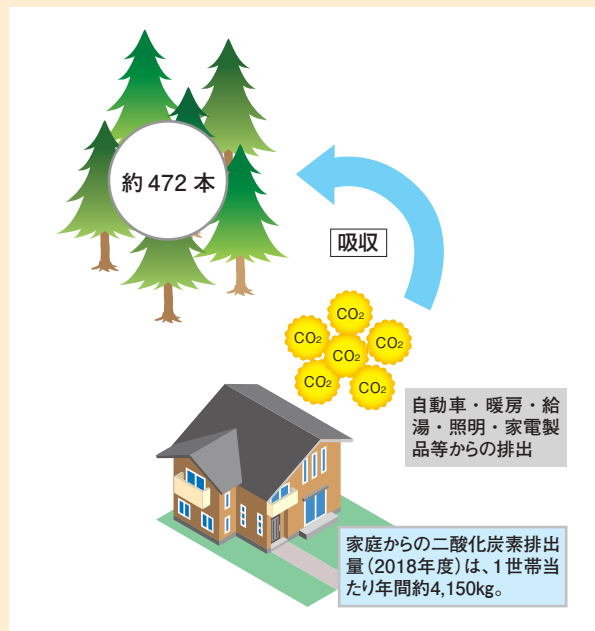 約472本
吸収
CO₂
CO₂
CO₂
CO₂
CO₂
CO₂
自動車・暖房・給
湯・照明・家電製
品等からの排出
家庭からの二酸化炭素排出
量（2018年度）は、1世帯当
たり年間約4,150kg。